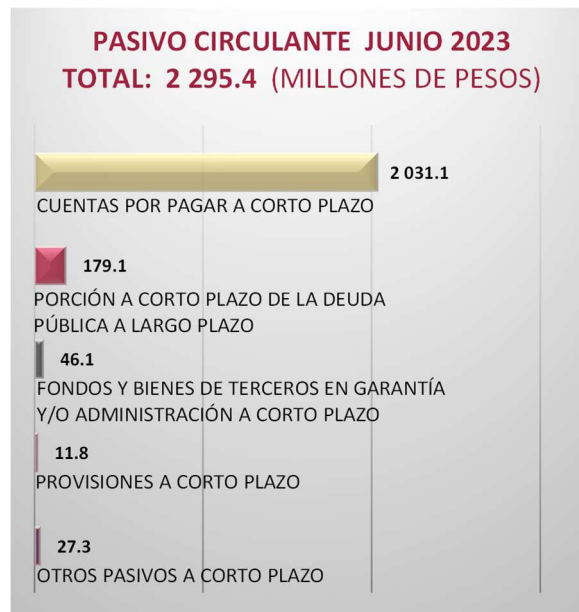 PASIVO CIRCULANTE JUNIO 2023
TOTAL: 2 295.4 (MILLONES DE PESOS)
2 031.1
CUENTAS POR PAGAR A CORTO PLAZO
179.1
PORCIÓN A CORTO PLAZO DE LA DEUDA
PÚBLICA A LARGO PLAZO
46.1
FONDOS Y BIENES DE TERCEROS EN GARANTÍA
Y/O ADMINISTRACIÓN A CORTO PLAZO
11.8
PROVISIONES A CORTO PLAZO
27.3
OTROS PASIVOS A CORTO PLAZO